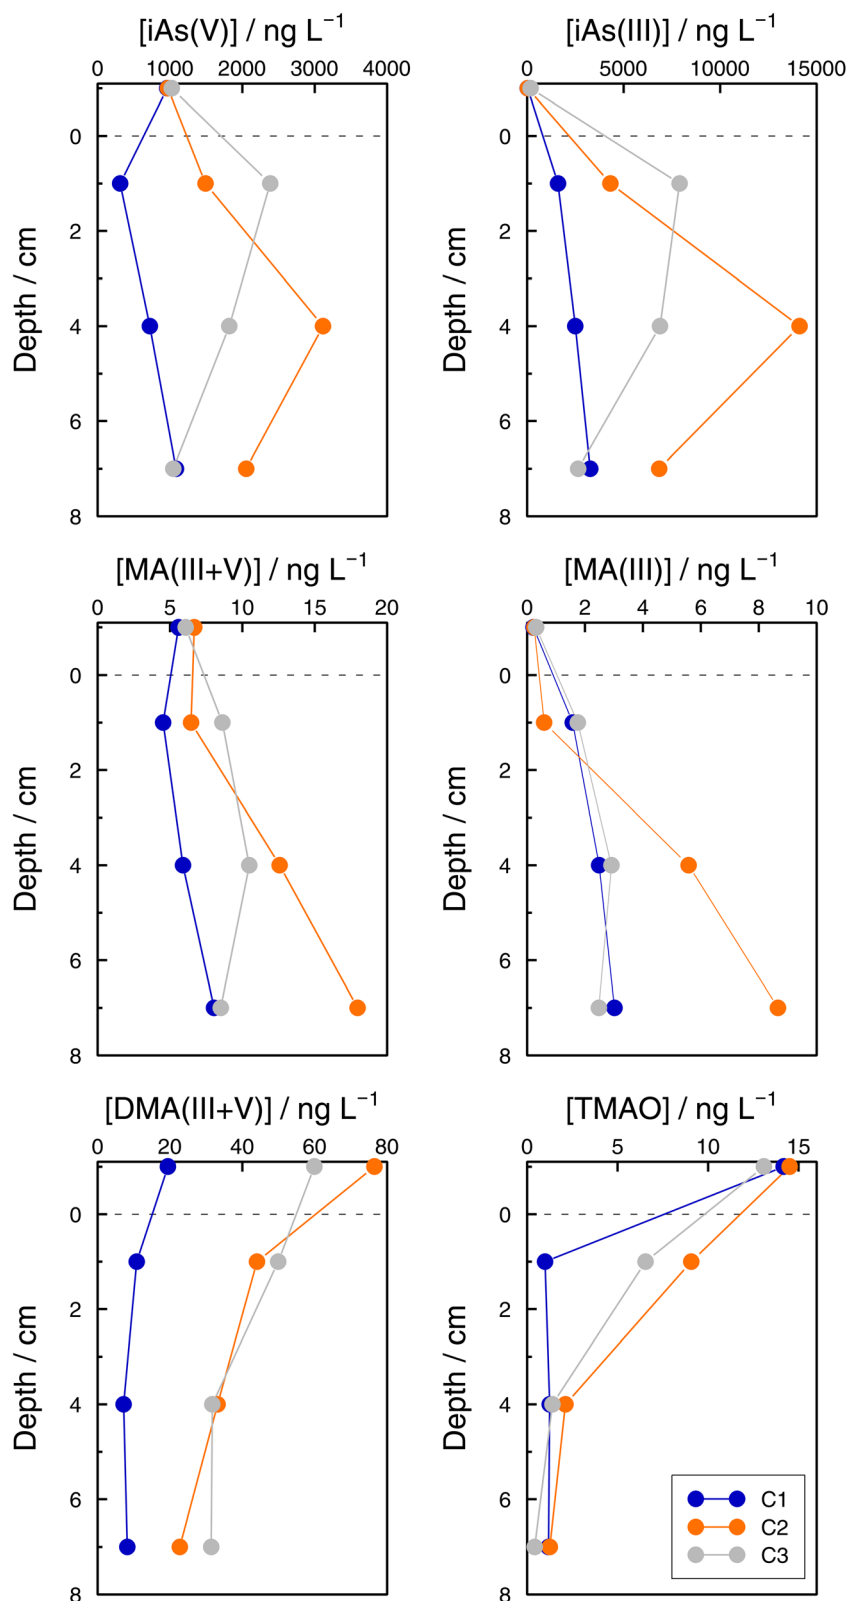 [iAs(V)] / ng L⁻¹
[iAs(III)] / ng L⁻¹
0 1000 2000 3000 4000
0 5000 10000 15000
0
2
4
6
8
Depth / cm
0
2
4
6
8
Depth / cm
[MA(III+V)] / ng L⁻¹
[MA(III)] / ng L⁻¹
0 5 10 15 20
0 2 4 6 8 10
0
2
4
6
8
Depth / cm
0
2
4
6
8
Depth / cm
[DMA(III+V)] / ng L⁻¹
[TMAO] / ng L⁻¹
0 20 40 60 80
0 5 10 15
0
2
4
6
8
Depth / cm
0
2
4
6
8
Depth / cm
C1
C2
C3